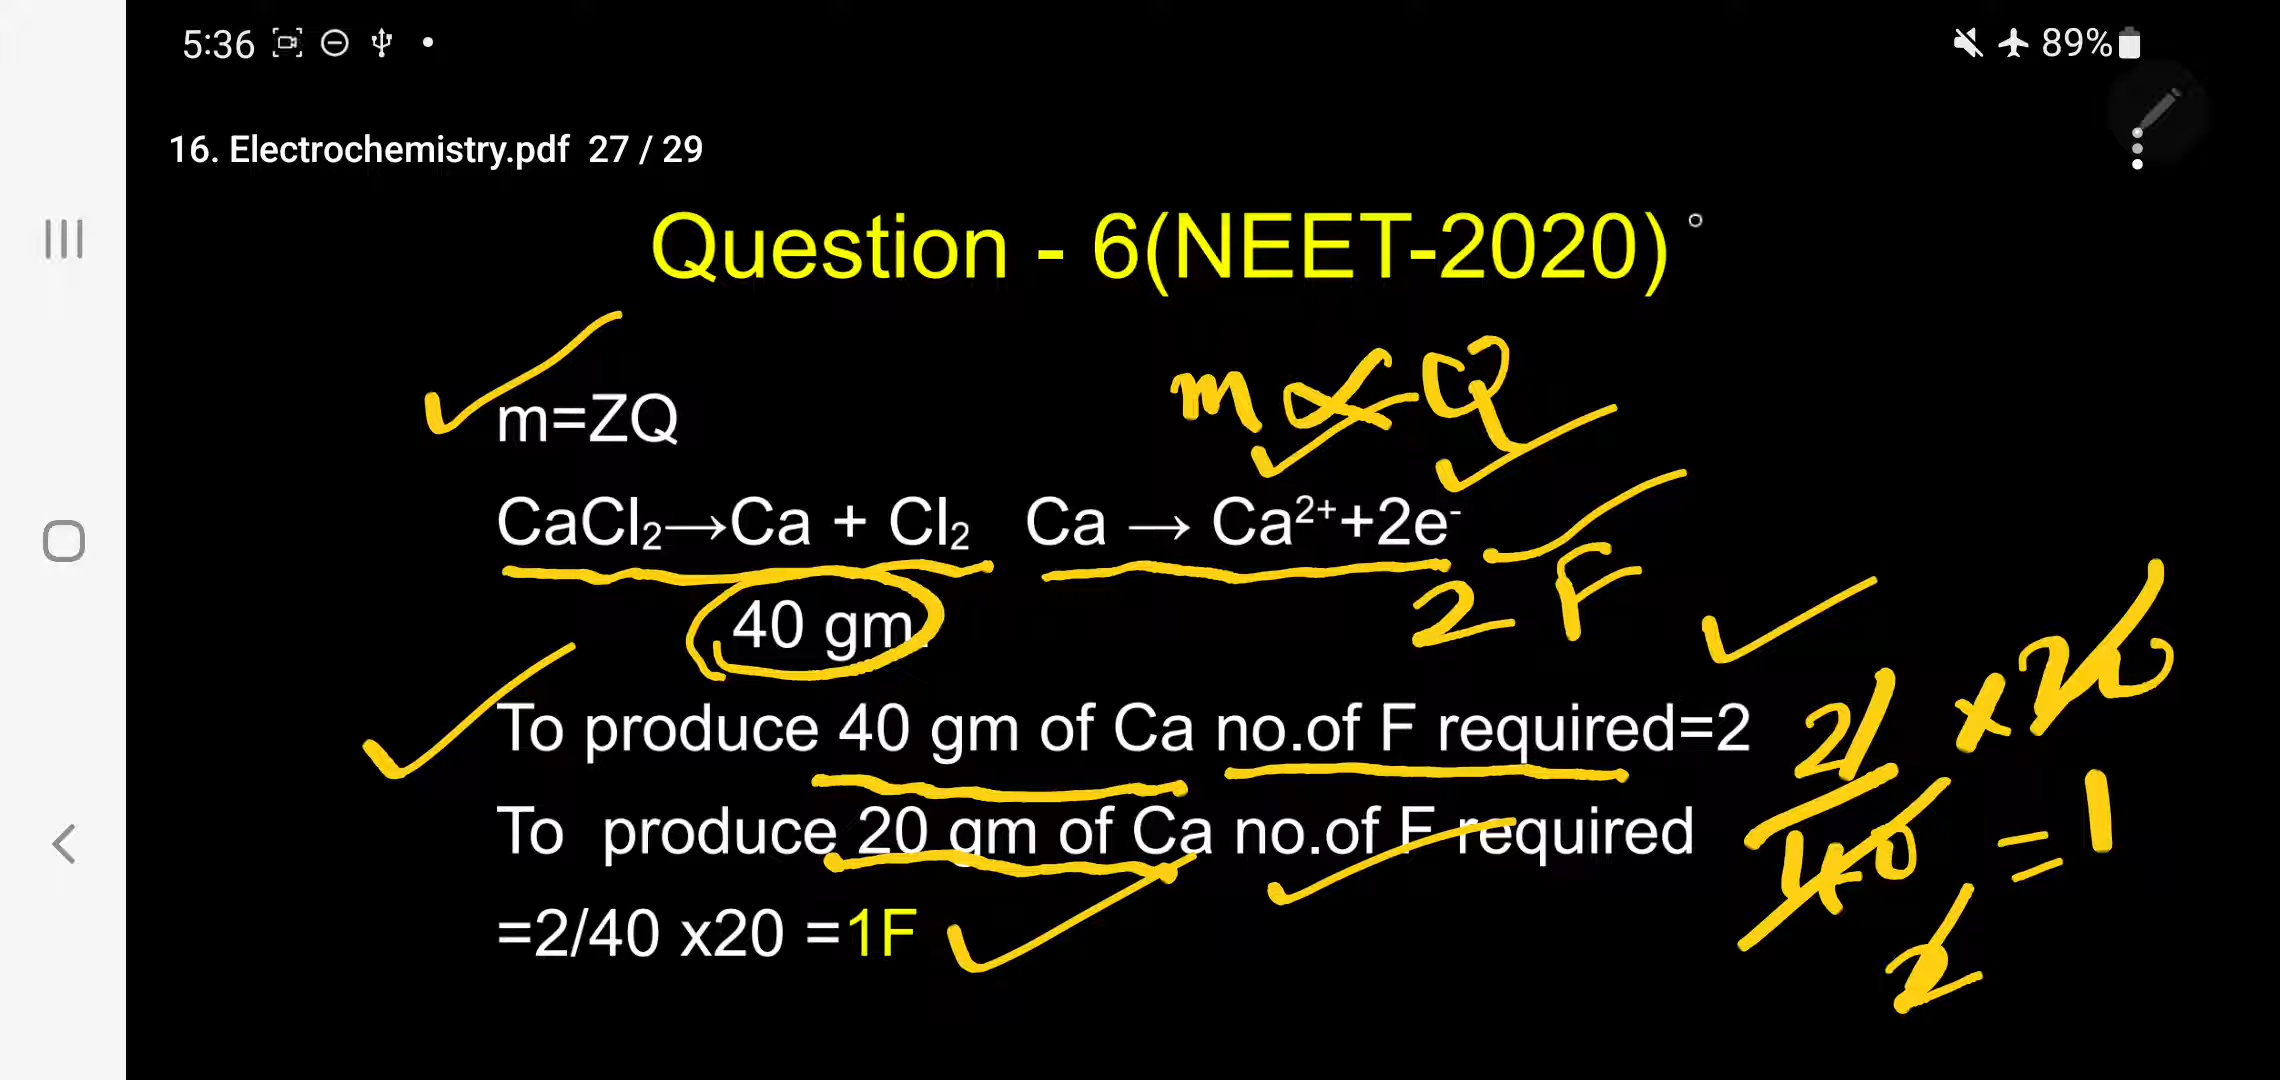 5:36 89%
16. Electrochemistry.pdf 27 / 29
Question - 6(NEET-2020)
m=ZQ
m ∝ Q
CaCl₂→Ca + Cl₂ Ca → Ca²⁺+2e⁻
40 gm
2 F
To produce 40 gm of Ca no.of F required=2
To produce 20 gm of Ca no.of F required
=2/40 x20 =1F
2/40 x 20 = 1
2